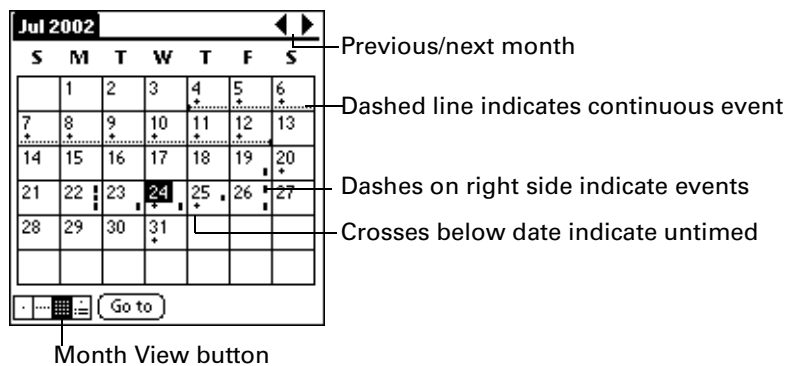 Jul 2002
Previous/next month
S M T W T F S
1 2 3 4 5 6
Dashed line indicates continuous event
7 8 9 10 11 12 13
14 15 16 17 18 19 20
21 22 23 24 25 26 27
Dashes on right side indicate events
28 29 30 31
Crosses below date indicate untimed
Go to
Month View button